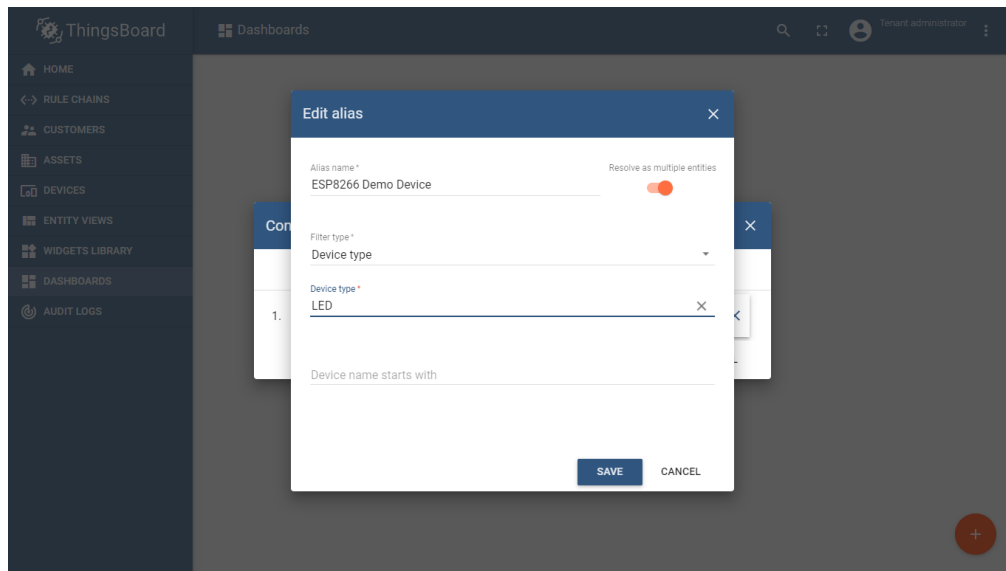 ThingsBoard
Dashboards
Tenant administrator
HOME
RULE CHAINS
CUSTOMERS
ASSETS
DEVICES
ENTITY VIEWS
WIDGETS LIBRARY
DASHBOARDS
AUDIT LOGS
Con
1.
Edit alias
Alias name *
Resolve as multiple entities
ESP8266 Demo Device
Filter type *
Device type
Device type *
LED
Device name starts with
SAVE CANCEL